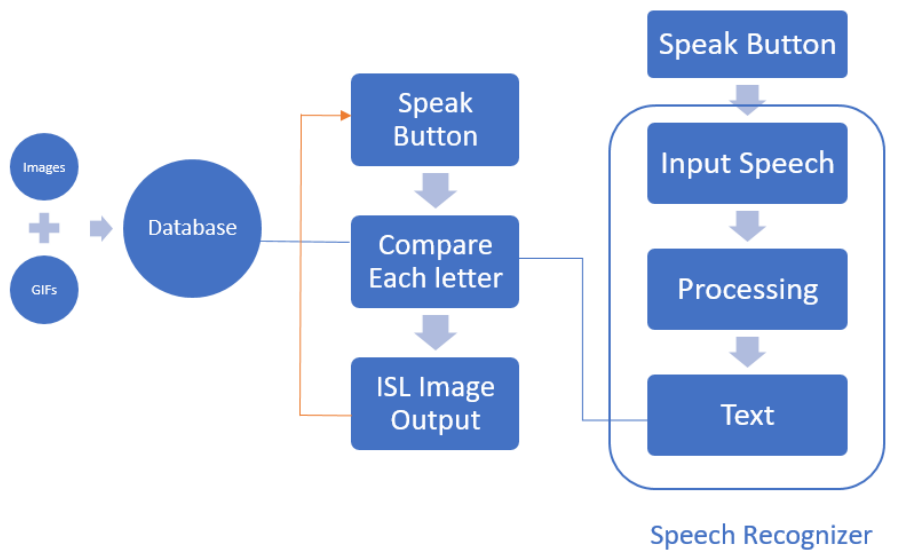 Images
GIFs
Database
Speak
Button
Compare
Each letter
ISL Image
Output
Speak Button
Input Speech
Processing
Text
Speech Recognizer